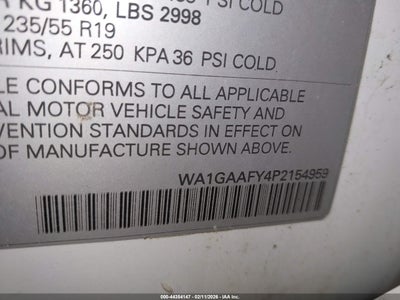 KG 1360, LBS 2998
235/55 R19
RIMS, AT 250 KPA 36 PSI COLD
LE CONFORMS TO ALL APPLICABLE
AL MOTOR VEHICLE SAFETY AND
VENTION STANDARDS IN EFFECT ON
OF MANUFACTURE SHOWN ABOVE.
WA1GAAFY4P2154959
000-44354147 - 02/11/2026 - IAA Inc.